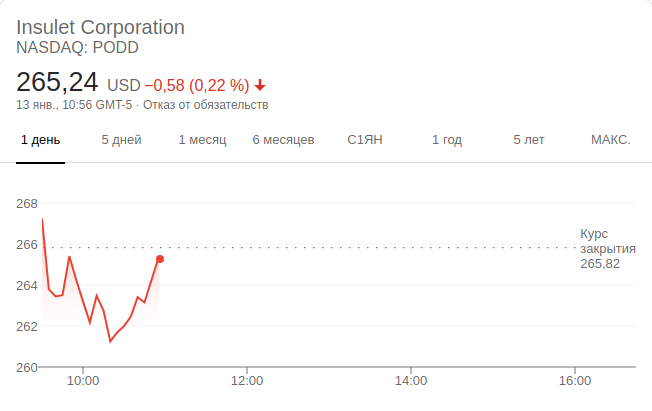 Insulet Corporation
NASDAQ: PODD
265,24 USD −0,58 (0,22 %)
13 янв., 10:56 GMT-5 · Отказ от обязательств
1 день 5 дней 1 месяц 6 месяцев С1ЯН 1 год 5 лет МАКС.
268
266
264
262
260
Курс
закрытия
265,82
10:00 12:00 14:00 16:00